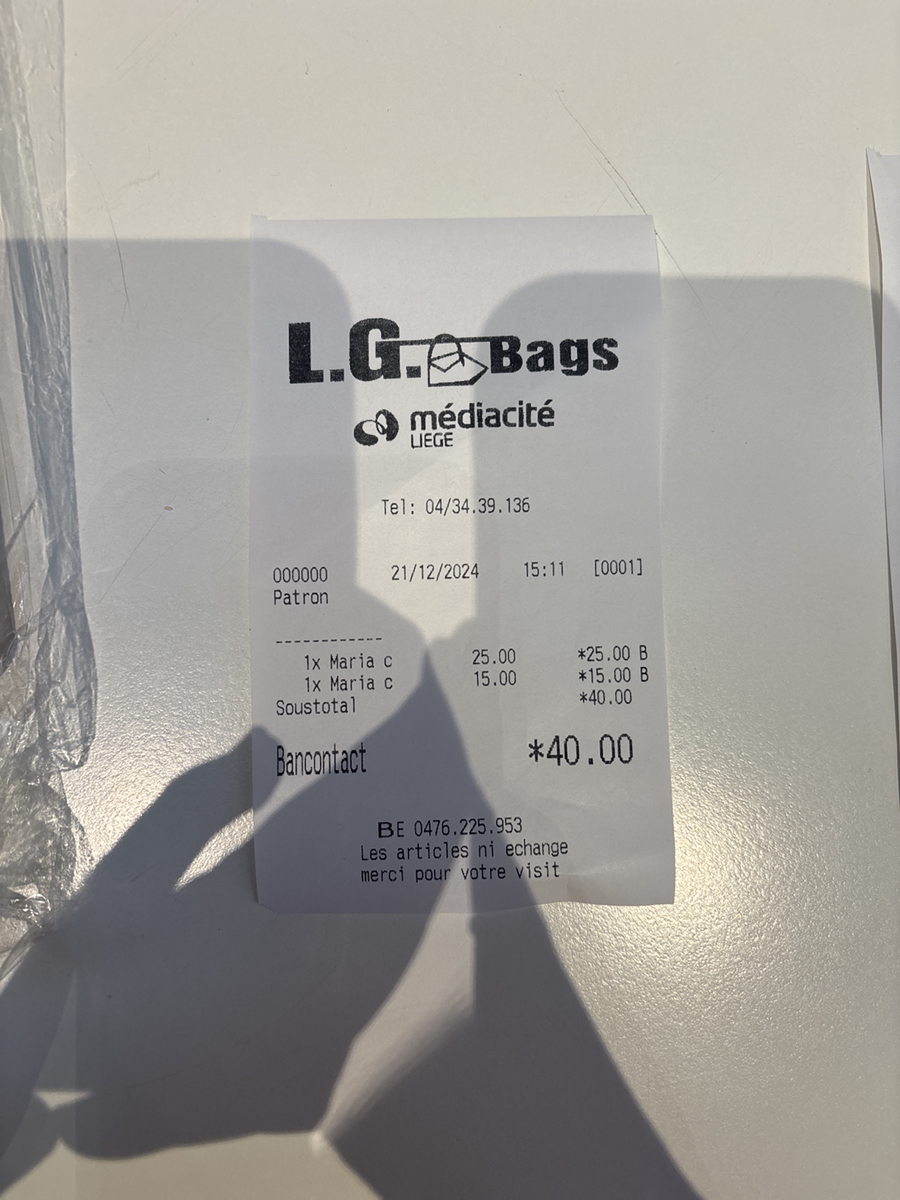 L.G. Bags
médiacité
LIEGE
Tel: 04/34.39.136
000000 21/12/2024 15:11 [0001]
Patron
------------
1x Maria c 25.00 *25.00 B
1x Maria c 15.00 *15.00 B
Soustotal *40.00
Bancontact *40.00
BE 0476.225.953
Les articles ni echange
merci pour votre visit